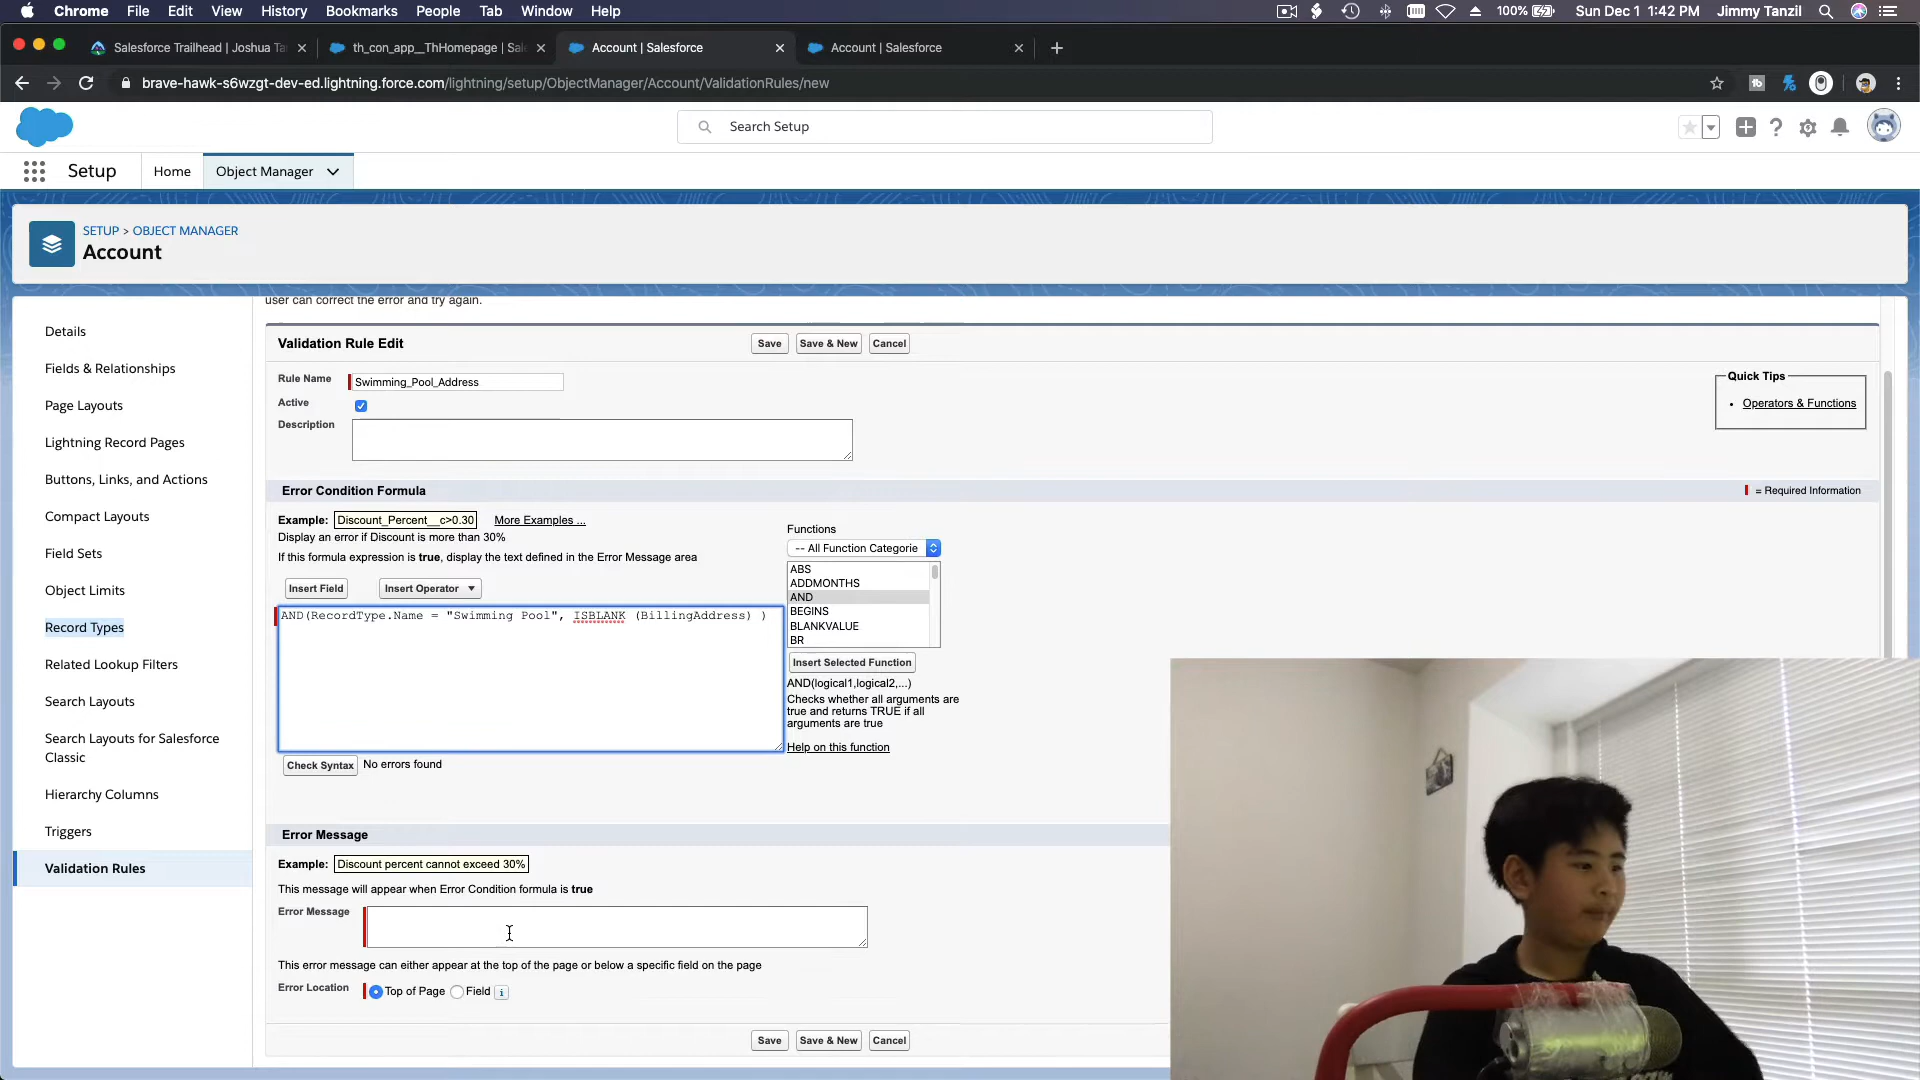 Chrome File Edit View History Bookmarks People Tab Window Help 100% Sun Dec 1 1:42 PM Jimmy Tanzil
Salesforce Trailhead | Joshua Ta
th_con_app__ThHomepage | Sale
Account | Salesforce
Account | Salesforce
brave-hawk-s6wzgt-dev-ed.lightning.force.com/lightning/setup/ObjectManager/Account/ValidationRules/new
Search Setup
Setup Home Object Manager
SETUP > OBJECT MANAGER
Account
Details
Fields & Relationships
Page Layouts
Lightning Record Pages
Buttons, Links, and Actions
Compact Layouts
Field Sets
Object Limits
Record Types
Related Lookup Filters
Search Layouts
Search Layouts for Salesforce
Classic
Hierarchy Columns
Triggers
Validation Rules
user can correct the error and try again.
Validation Rule Edit Save Save & New Cancel
Rule Name Swimming_Pool_Address
Active
Description
Quick Tips
• Operators & Functions
Error Condition Formula = Required Information
Example: Discount_Percent__c>0.30 More Examples ...
Display an error if Discount is more than 30%
If this formula expression is true, display the text defined in the Error Message area
Insert Field Insert Operator
AND(RecordType.Name = "Swimming Pool", ISBLANK (BillingAddress) )
Check Syntax No errors found
Functions
-- All Function Categorie
ABS
ADDMONTHS
AND
BEGINS
BLANKVALUE
BR
Insert Selected Function
AND(logical1,logical2,...)
Checks whether all arguments are
true and returns TRUE if all
arguments are true
Help on this function
Error Message
Example: Discount percent cannot exceed 30%
This message will appear when Error Condition formula is true
Error Message
This error message can either appear at the top of the page or below a specific field on the page
Error Location Top of Page Field i
Save Save & New Cancel